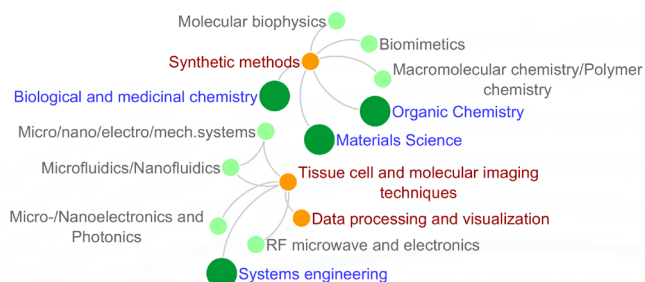 Molecular biophysics
Biomimetics
Synthetic methods
Macromolecular chemistry/Polymer
chemistry
Biological and medicinal chemistry
Organic Chemistry
Micro/nano/electro/mech.systems
Materials Science
Microfluidics/Nanofluidics
Tissue cell and molecular imaging
techniques
Micro-/Nanoelectronics and
Photonics
Data processing and visualization
RF microwave and electronics
Systems engineering